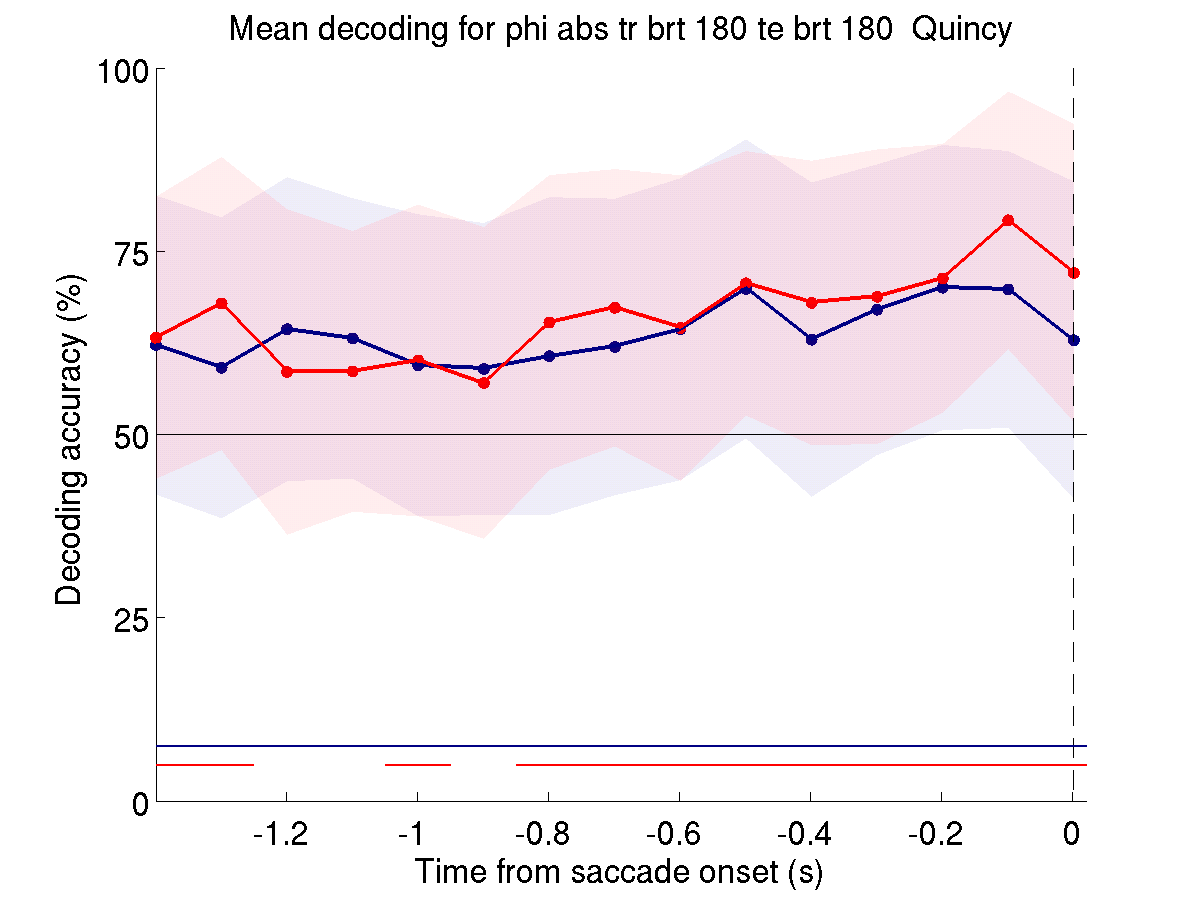 Mean decoding for phi abs tr brt 180 te brt 180  Quincy
100
75
50
25
0
Decoding accuracy (%)
-1.2 -1 -0.8 -0.6 -0.4 -0.2 0
Time from saccade onset (s)